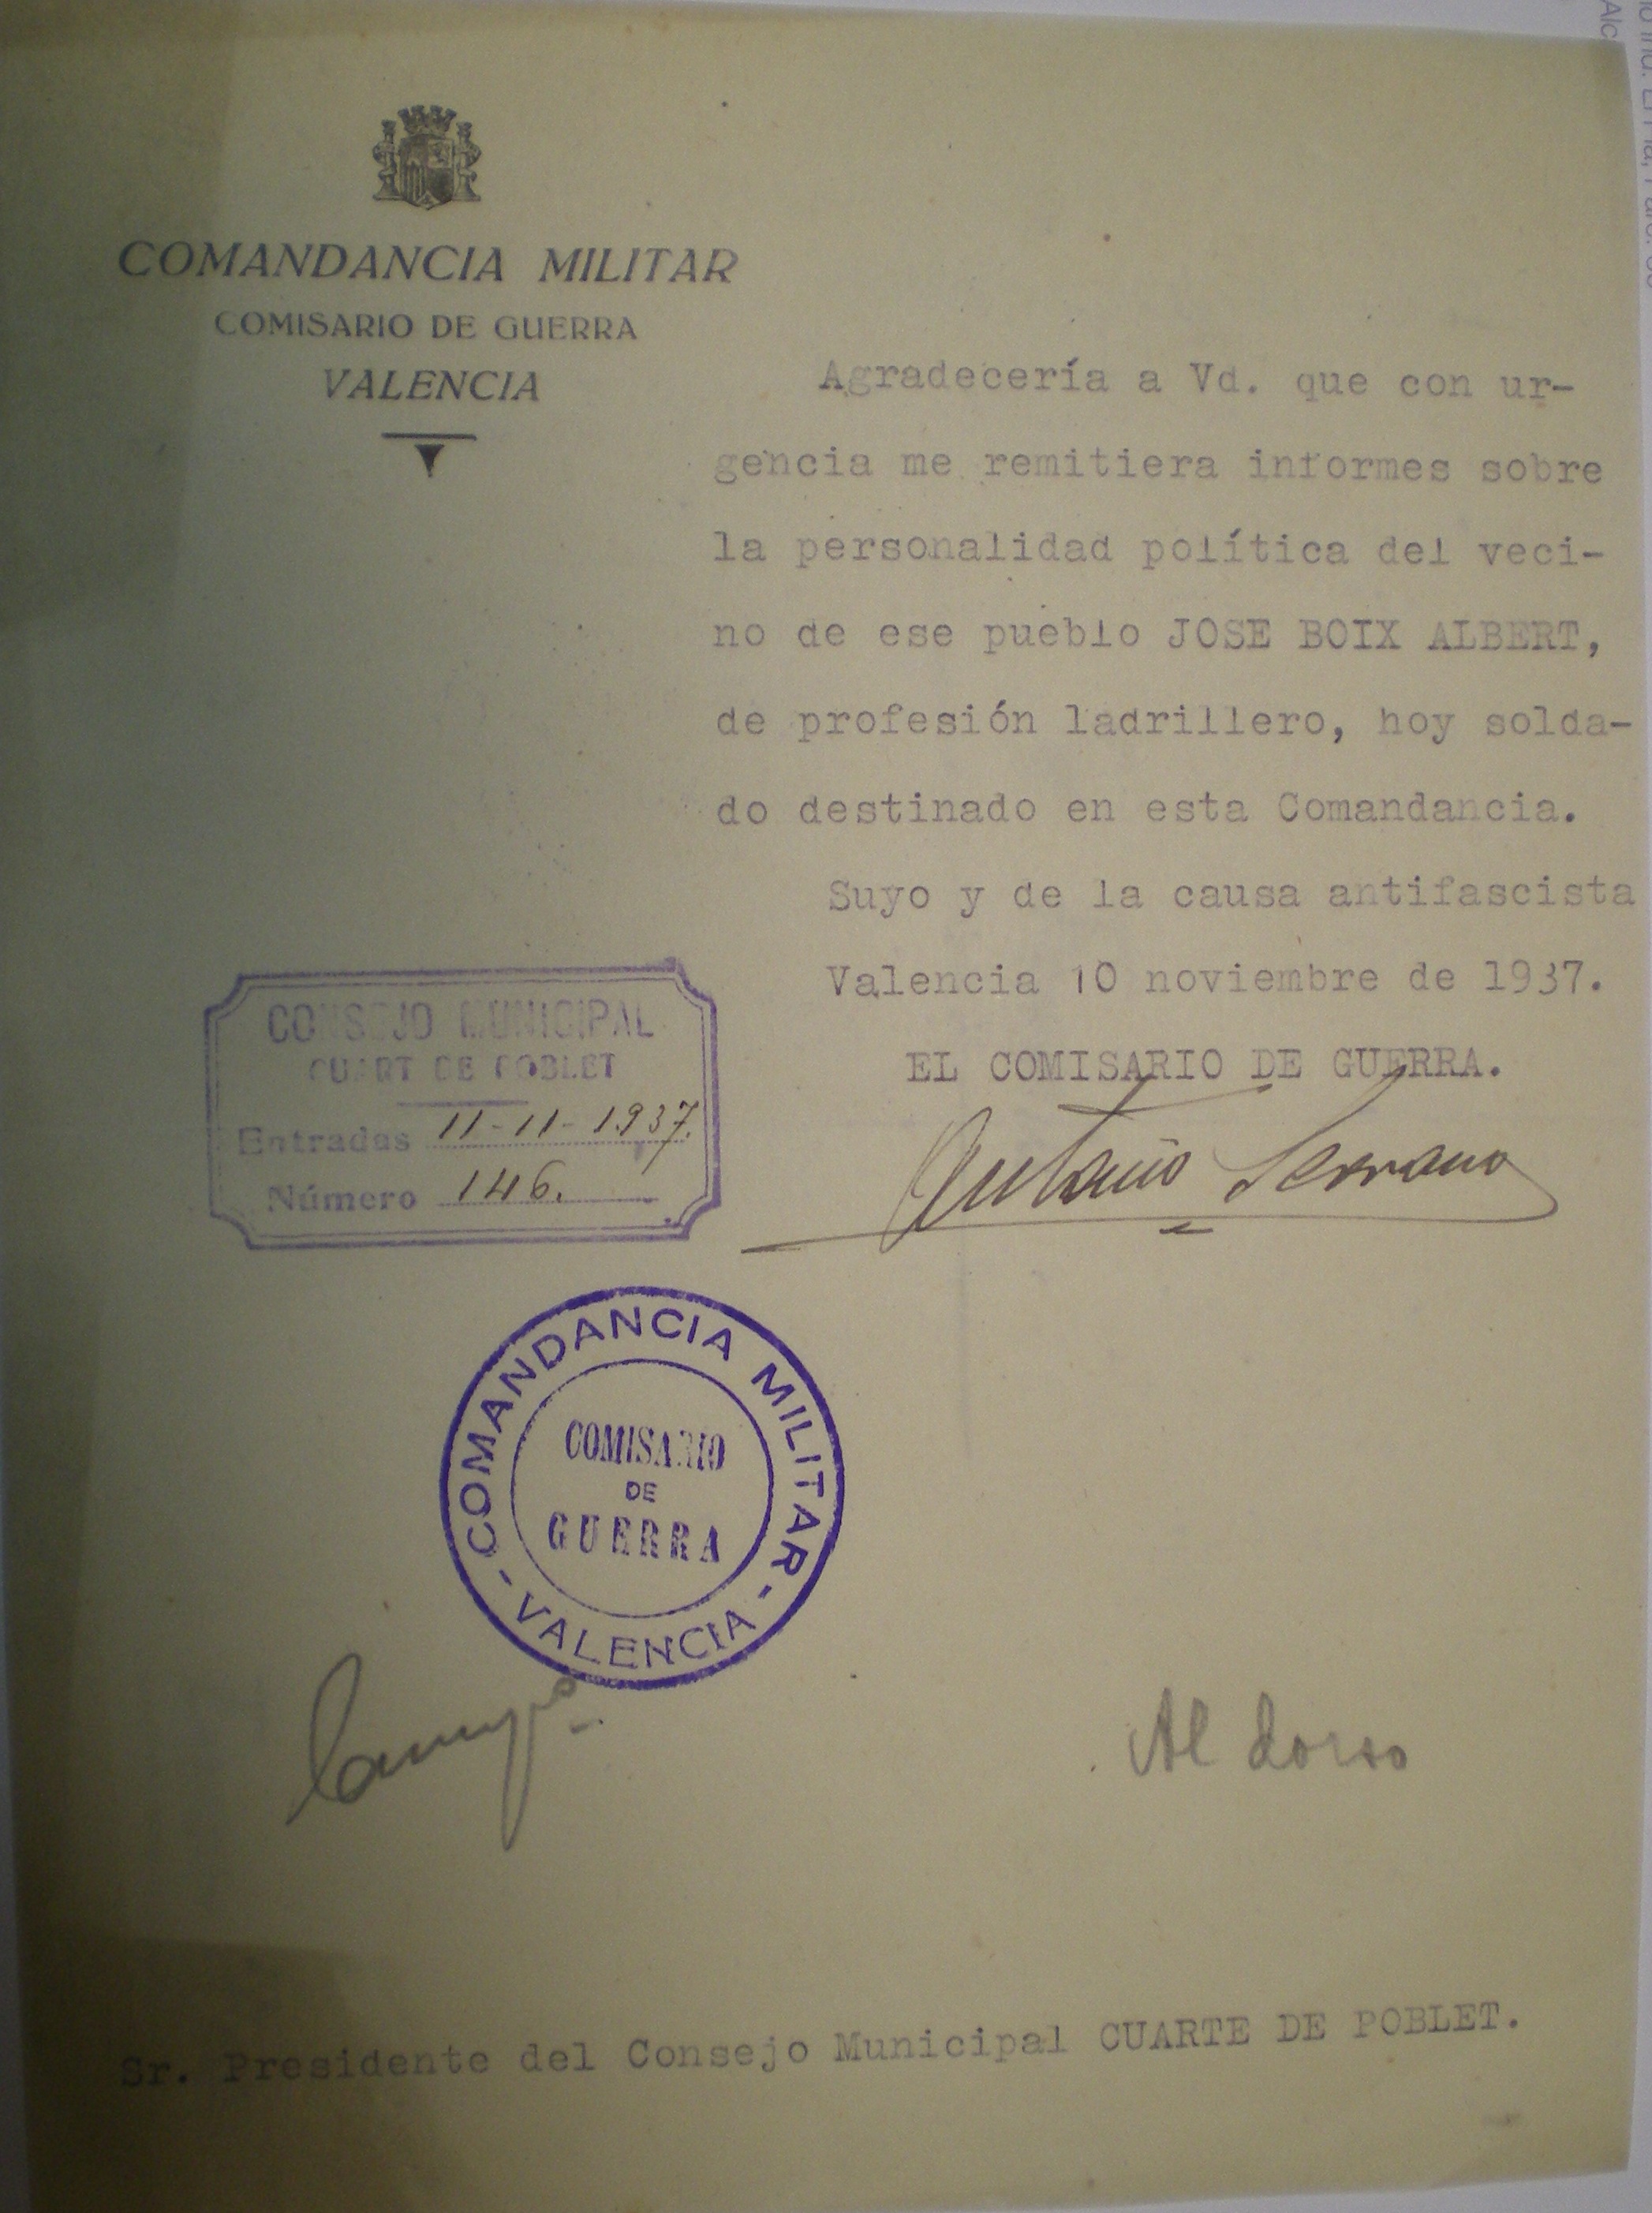 COMANDANCIA MILITAR
COMISARIO DE GUERRA
VALENCIA
Agradecería a Vd. que con ur-
gencia me remitiera informes sobre
la personalidad política del veci-
no de ese pueblo JOSE BOIX ALBERT,
de profesión ladrillero, hoy solda-
do destinado en esta Comandancia.
Suyo y de la causa antifascista
Valencia 10 noviembre de 1937.
EL COMISARIO DE GUERRA.
Antonio Serrano
CONSEJO MUNICIPAL
CUART DE POBLET
Entradas 11-11-1.937.
Número 146.
COMANDANCIA MILITAR
- VALENCIA -
COMISARIO
DE
GUERRA
Al dorso
Sr. Presidente del Consejo Municipal CUARTE DE POBLET.